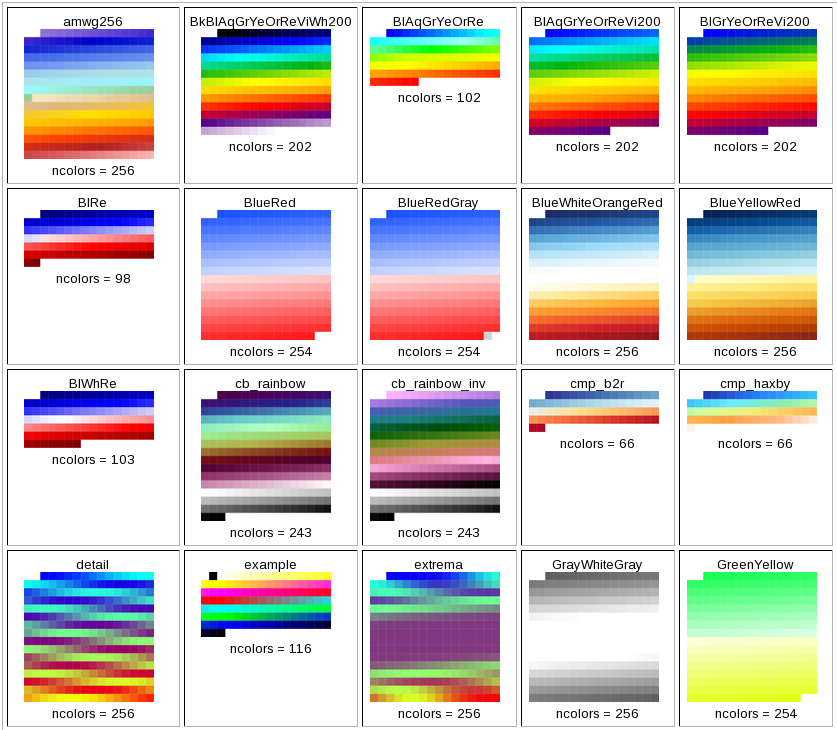 amwg256
BkBlAqGrYeOrReViWh200
BlAqGrYeOrRe
BlAqGrYeOrReVi200
BlGrYeOrReVi200
ncolors = 256
ncolors = 202
ncolors = 102
ncolors = 202
ncolors = 202
BlRe
BlueRed
BlueRedGray
BlueWhiteOrangeRed
BlueYellowRed
ncolors = 98
ncolors = 254
ncolors = 254
ncolors = 256
ncolors = 256
BlWhRe
cb_rainbow
cb_rainbow_inv
cmp_b2r
cmp_haxby
ncolors = 103
ncolors = 243
ncolors = 243
ncolors = 66
ncolors = 66
detail
example
extrema
GrayWhiteGray
GreenYellow
ncolors = 256
ncolors = 116
ncolors = 256
ncolors = 256
ncolors = 254